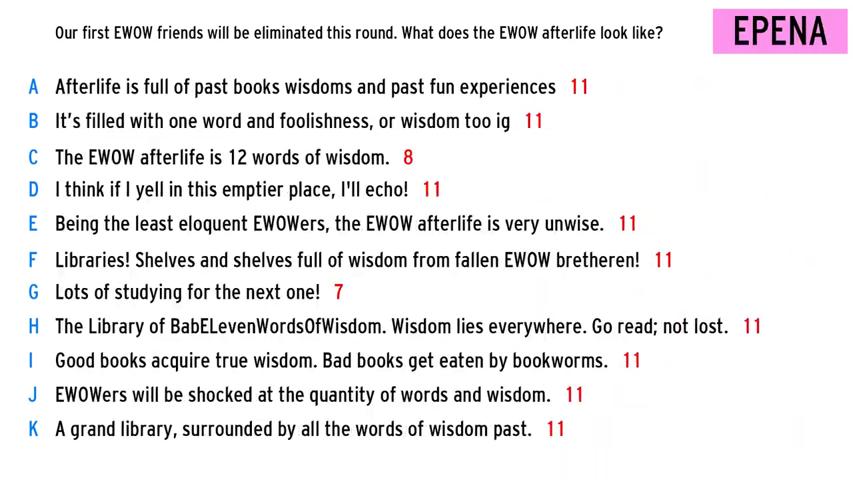 Our first EWOW friends will be eliminated this round. What does the EWOW afterlife look like?
EPENA
A Afterlife is full of past books wisdoms and past fun experiences 11
B It's filled with one word and foolishness, or wisdom too ig 11
C The EWOW afterlife is 12 words of wisdom. 8
D I think if I yell in this emptier place, I'll echo! 11
E Being the least eloquent EWOWers, the EWOW afterlife is very unwise. 11
F Libraries! Shelves and shelves full of wisdom from fallen EWOW bretheren! 11
G Lots of studying for the next one! 7
H The Library of BabELevenWordsOfWisdom. Wisdom lies everywhere. Go read; not lost. 11
I Good books acquire true wisdom. Bad books get eaten by bookworms. 11
J EWOWers will be shocked at the quantity of words and wisdom. 11
K A grand library, surrounded by all the words of wisdom past. 11